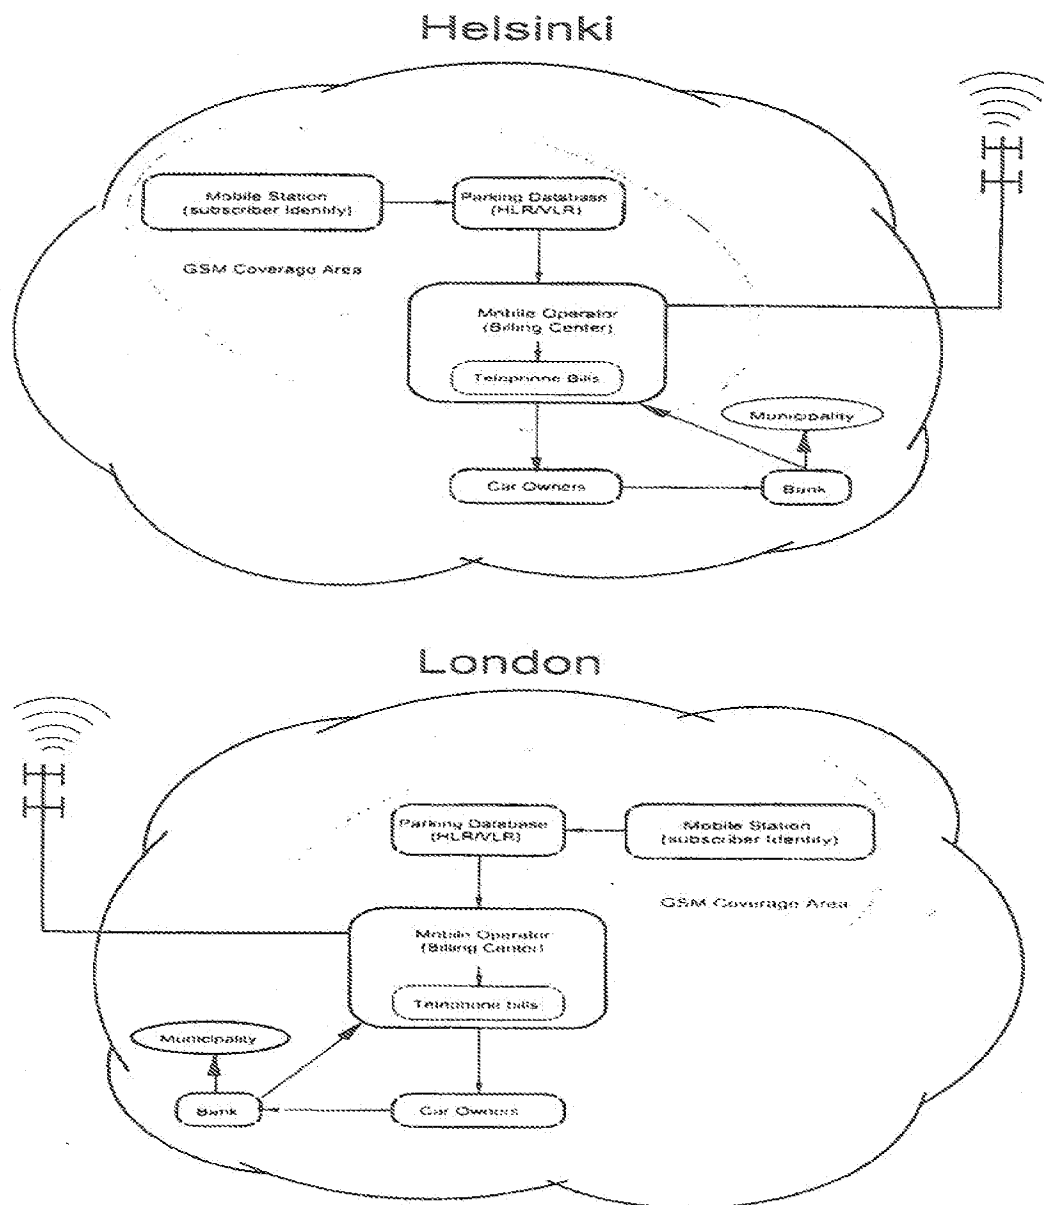 Helsinki
Mobile Station
(subscriber Identity)
Parking Database
(HLR/VLR)
GSM Coverage Area
Mobile Operator
(Billing Center)
Telephone Bills
Municipality
Car Owners
Bank
London
Parking Database
(HLR/VLR)
Mobile Station
(subscriber Identity)
GSM Coverage Area
Mobile Operator
(Billing Center)
Telephone bills
Municipality
Bank
Car Owners